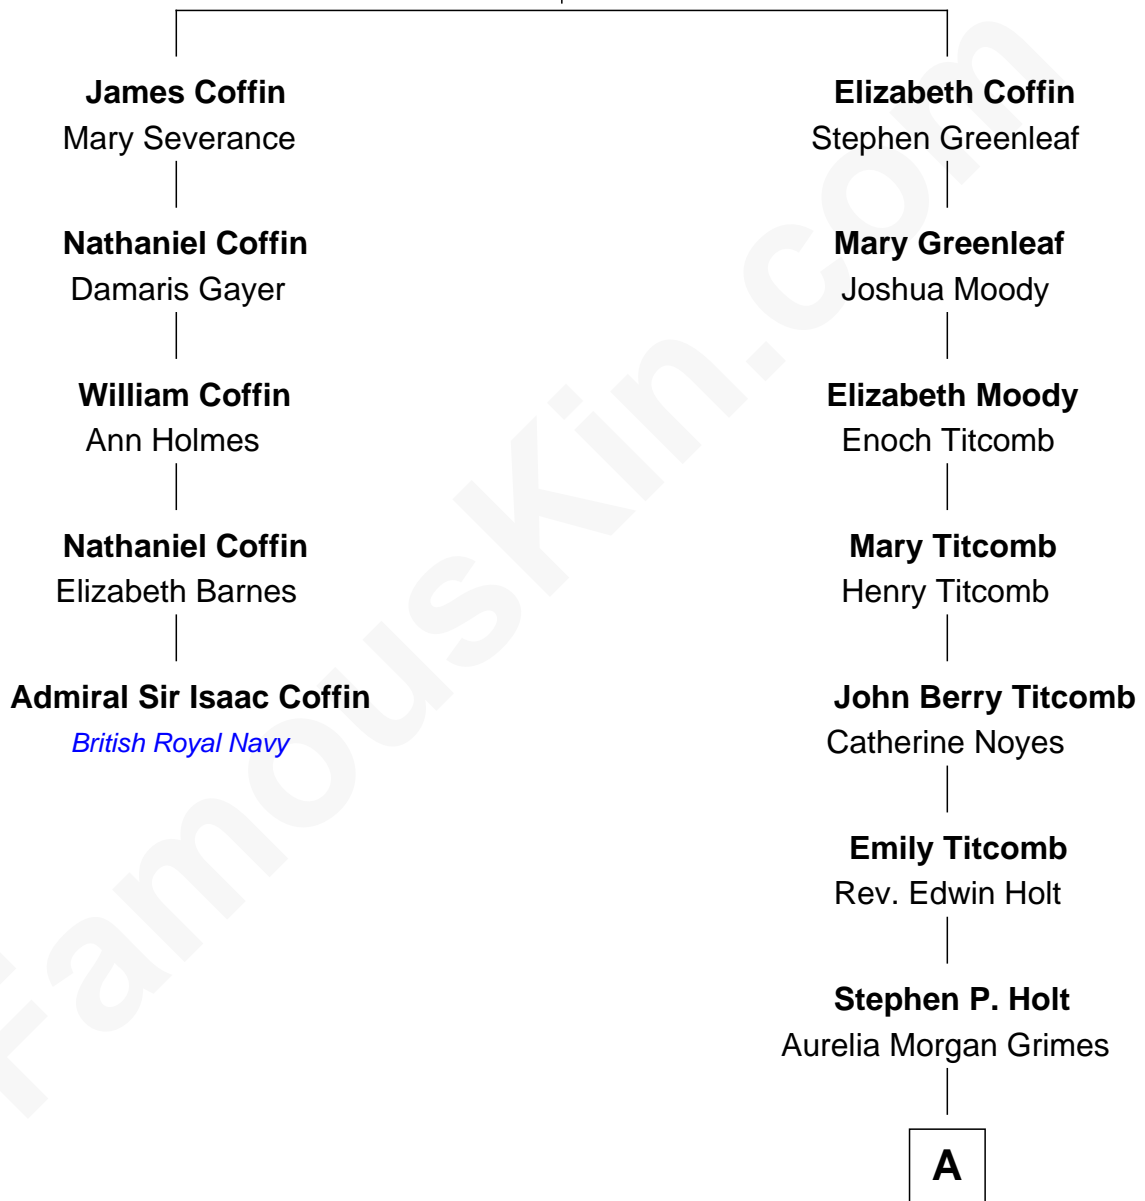 James Coffin
Mary Severance
Nathaniel Coffin
Damaris Gayer
William Coffin
Ann Holmes
Nathaniel Coffin
Elizabeth Barnes
Admiral Sir Isaac Coffin
British Royal Navy
Elizabeth Coffin
Stephen Greenleaf
Mary Greenleaf
Joshua Moody
Elizabeth Moody
Enoch Titcomb
Mary Titcomb
Henry Titcomb
John Berry Titcomb
Catherine Noyes
Emily Titcomb
Rev. Edwin Holt
Stephen P. Holt
Aurelia Morgan Grimes
A
FamousKin.com